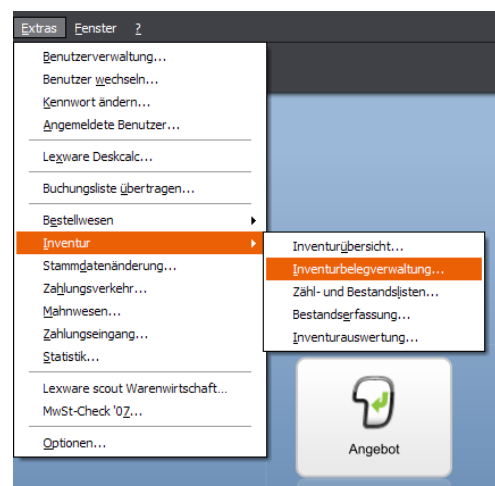 Extras Fenster ?
Benutzerverwaltung...
Benutzer wechseln...
Kennwort ändern...
Angemeldete Benutzer...
Lexware Deskcalc...
Buchungsliste übertragen...
Bestellwesen
Inventur
Stammdatenänderung...
Zahlungsverkehr...
Mahnwesen...
Zahlungseingang...
Statistik...
Lexware scout Warenwirtschaft...
MwSt-Check '07...
Optionen...
Inventurübersicht...
Inventurbelegverwaltung...
Zähl- und Bestandslisten...
Bestandserfassung...
Inventurauswertung...
Angebot